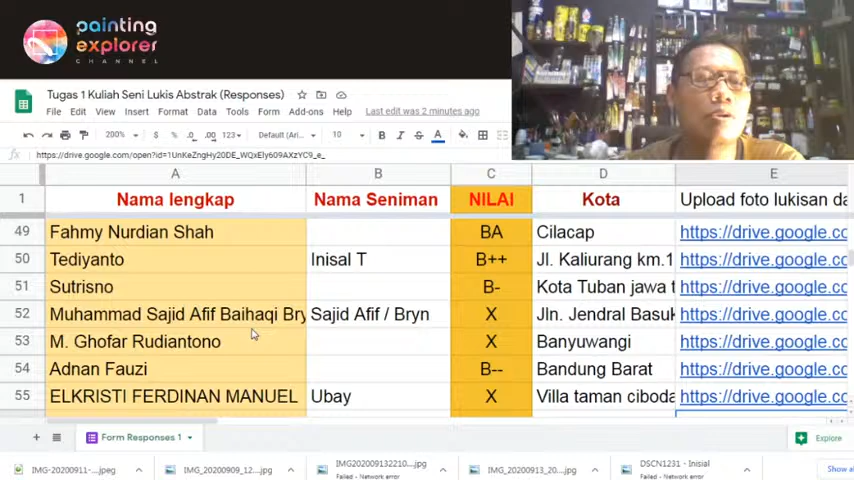 painting
explorer
CHANNEL
Tugas 1 Kuliah Seni Lukis Abstrak (Responses)
File Edit View Insert Format Data Tools Form Add-ons Help Last edit was 2 minutes ago
200% $ % .0 .00 123 Default (Ari... 10 B I S A
fx https://drive.google.com/open?id=1UnKeZngHy20DE_WQxEly609AXzYC9_e_
A B C D E
1 Nama lengkap Nama Seniman NILAI Kota Upload foto lukisan da
49 Fahmy Nurdian Shah BA Cilacap https://drive.google.cc
50 Tediyanto Inisal T B++ Jl. Kaliurang km.1 https://drive.google.cc
51 Sutrisno B- Kota Tuban jawa t https://drive.google.cc
52 Muhammad Sajid Afif Baihaqi Bry Sajid Afif / Bryn X Jln. Jendral Basuk https://drive.google.cc
53 M. Ghofar Rudiantono X Banyuwangi https://drive.google.cc
54 Adnan Fauzi B-- Bandung Barat https://drive.google.cc
55 ELKRISTI FERDINAN MANUEL Ubay X Villa taman ciboda https://drive.google.cc
Form Responses 1 Explore
IMG-20200911-....jpeg IMG_20200909_12....jpg IMG202009132210....jpg IMG_20200913_20....jpg DSCN1231 - Inisial Show al
Failed - Network error Failed - Network error